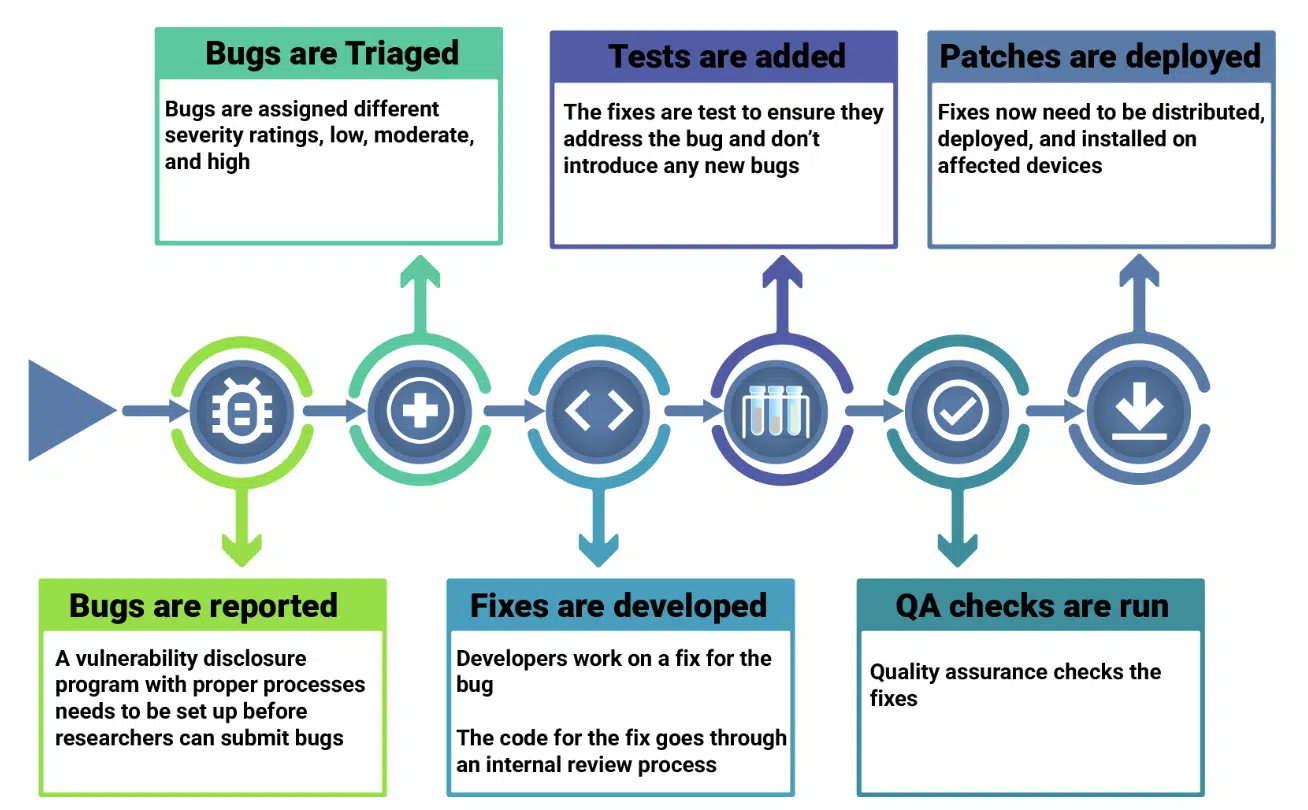 Bugs are Triaged
Bugs are assigned different
severity ratings, low, moderate,
and high
Tests are added
The fixes are test to ensure they
address the bug and don't
introduce any new bugs
Patches are deployed
Fixes now need to be distributed,
deployed, and installed on
affected devices
Bugs are reported
A vulnerability disclosure
program with proper processes
needs to be set up before
researchers can submit bugs
Fixes are developed
Developers work on a fix for the
bug
The code for the fix goes through
an internal review process
QA checks are run
Quality assurance checks the
fixes